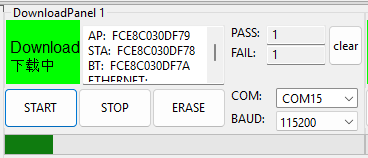 DownloadPanel 1
Download
下载中
AP: FCE8C030DF79
STA: FCE8C030DF78
BT: FCE8C030DF7A
ETHERNET:
PASS: 1
FAIL: 1
clear
START
STOP
ERASE
COM: COM15
BAUD: 115200